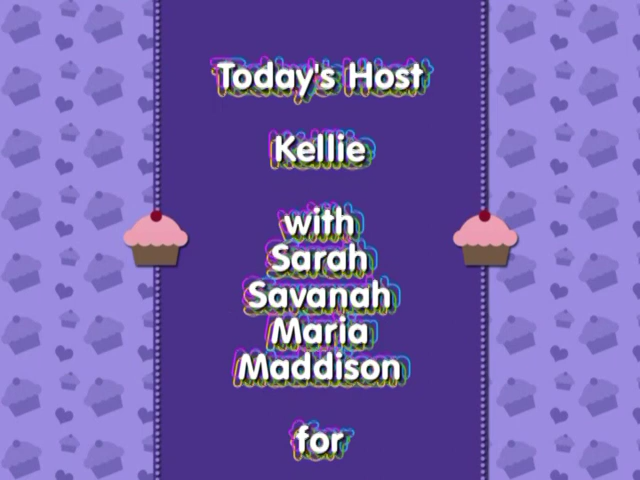 Today's Host
Kellie
with
Sarah
Savanah
Maria
Maddison
for